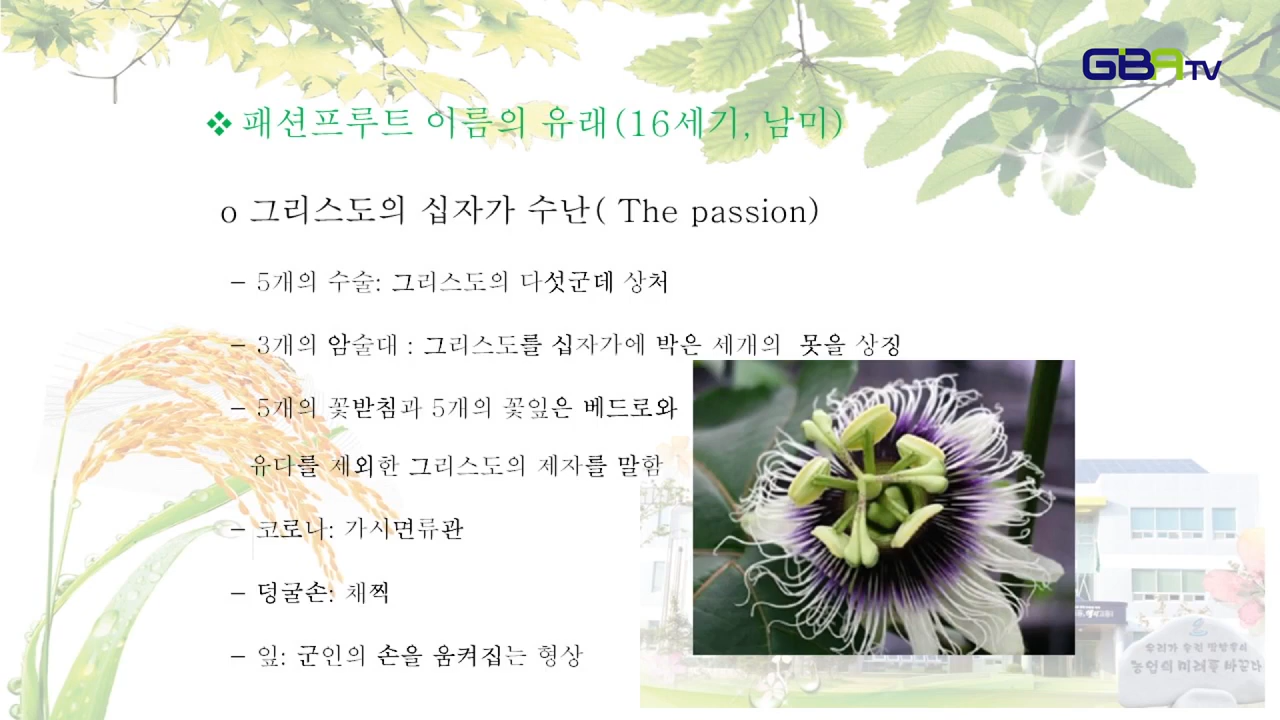 GBATV
❖ 패션프루트 이름의 유래(16세기, 남미)
o 그리스도의 십자가 수난( The passion)
– 5개의 수술: 그리스도의 다섯군데 상처
– 3개의 암술대 : 그리스도를 십자가에 박은 세개의 못을 상징
– 5개의 꽃받침과 5개의 꽃잎은 베드로와
유다를 제외한 그리스도의 제자를 말함
– 코로나: 가시면류관
– 덩굴손: 채찍
– 잎: 군인의 손을 움켜집는 형상
농업의 미래를 바꾼다